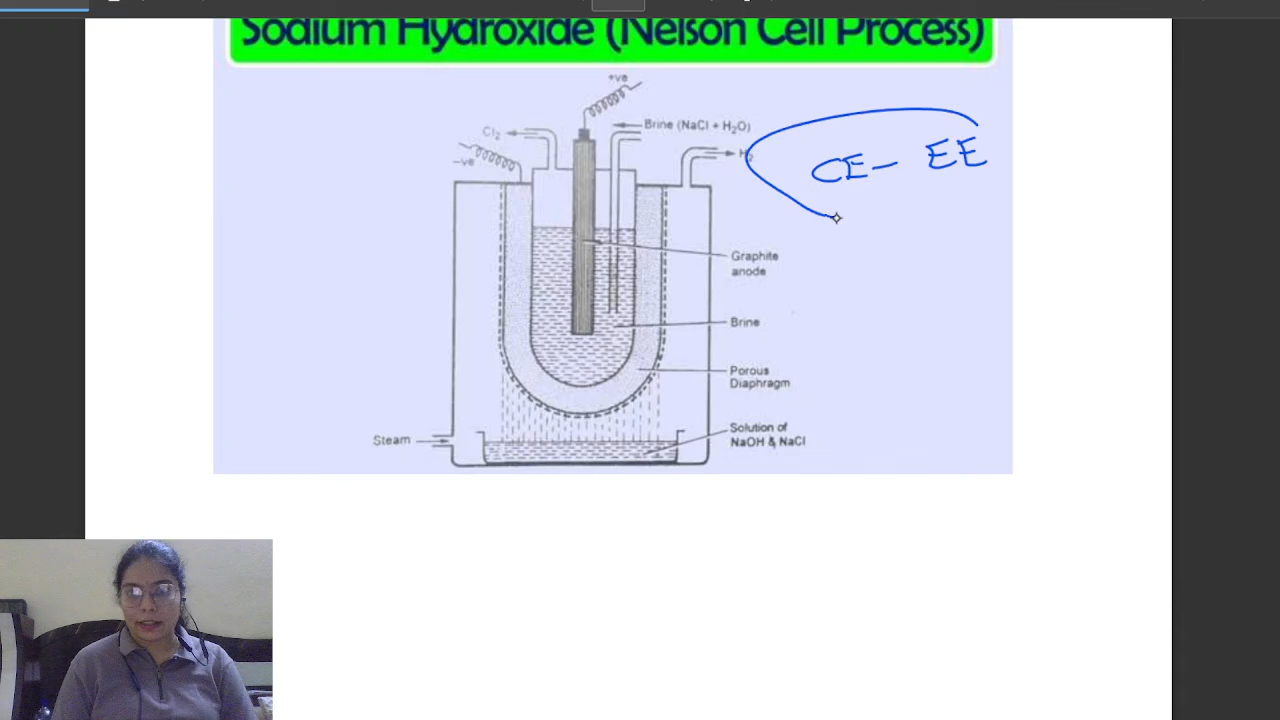 Sodium Hydroxide (Nelson Cell Process)
+ve
Cl2
Brine (NaCl + H2O)
–ve
H2
CE – EE
Graphite
anode
Brine
Porous
Diaphragm
Solution of
NaOH & NaCl
Steam